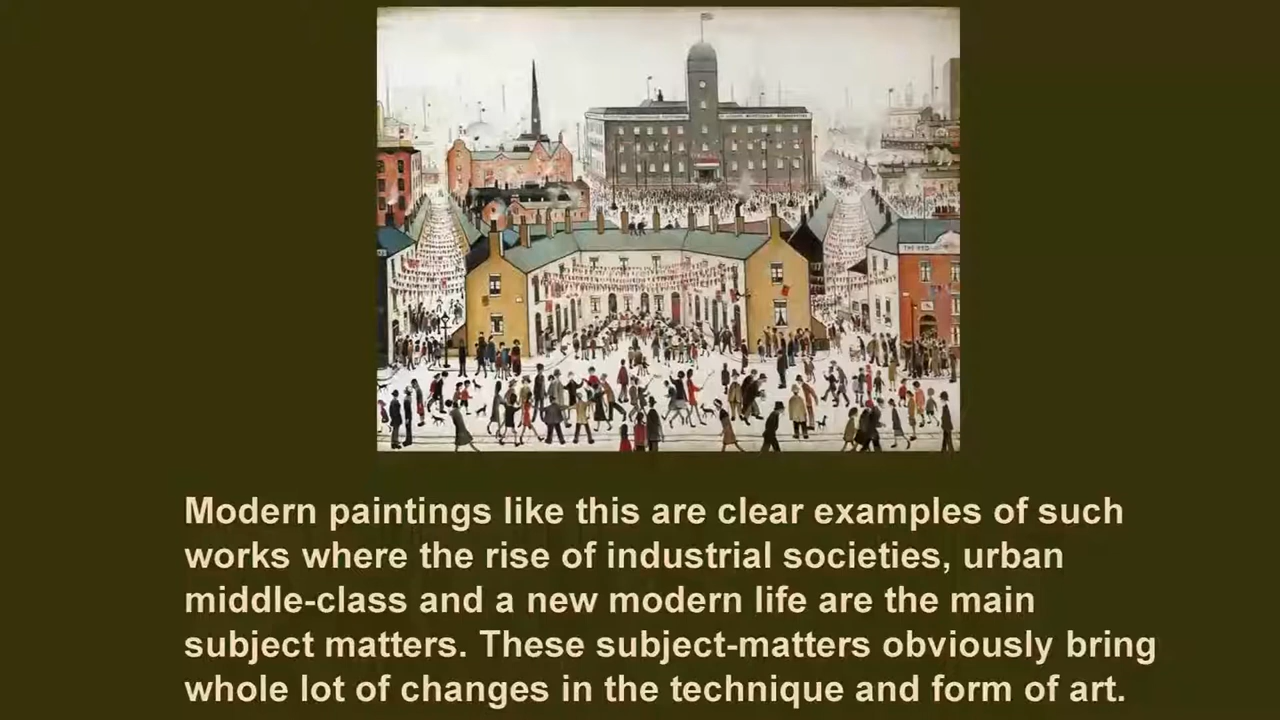 THE RED
Modern paintings like this are clear examples of such
works where the rise of industrial societies, urban
middle-class and a new modern life are the main
subject matters. These subject-matters obviously bring
whole lot of changes in the technique and form of art.